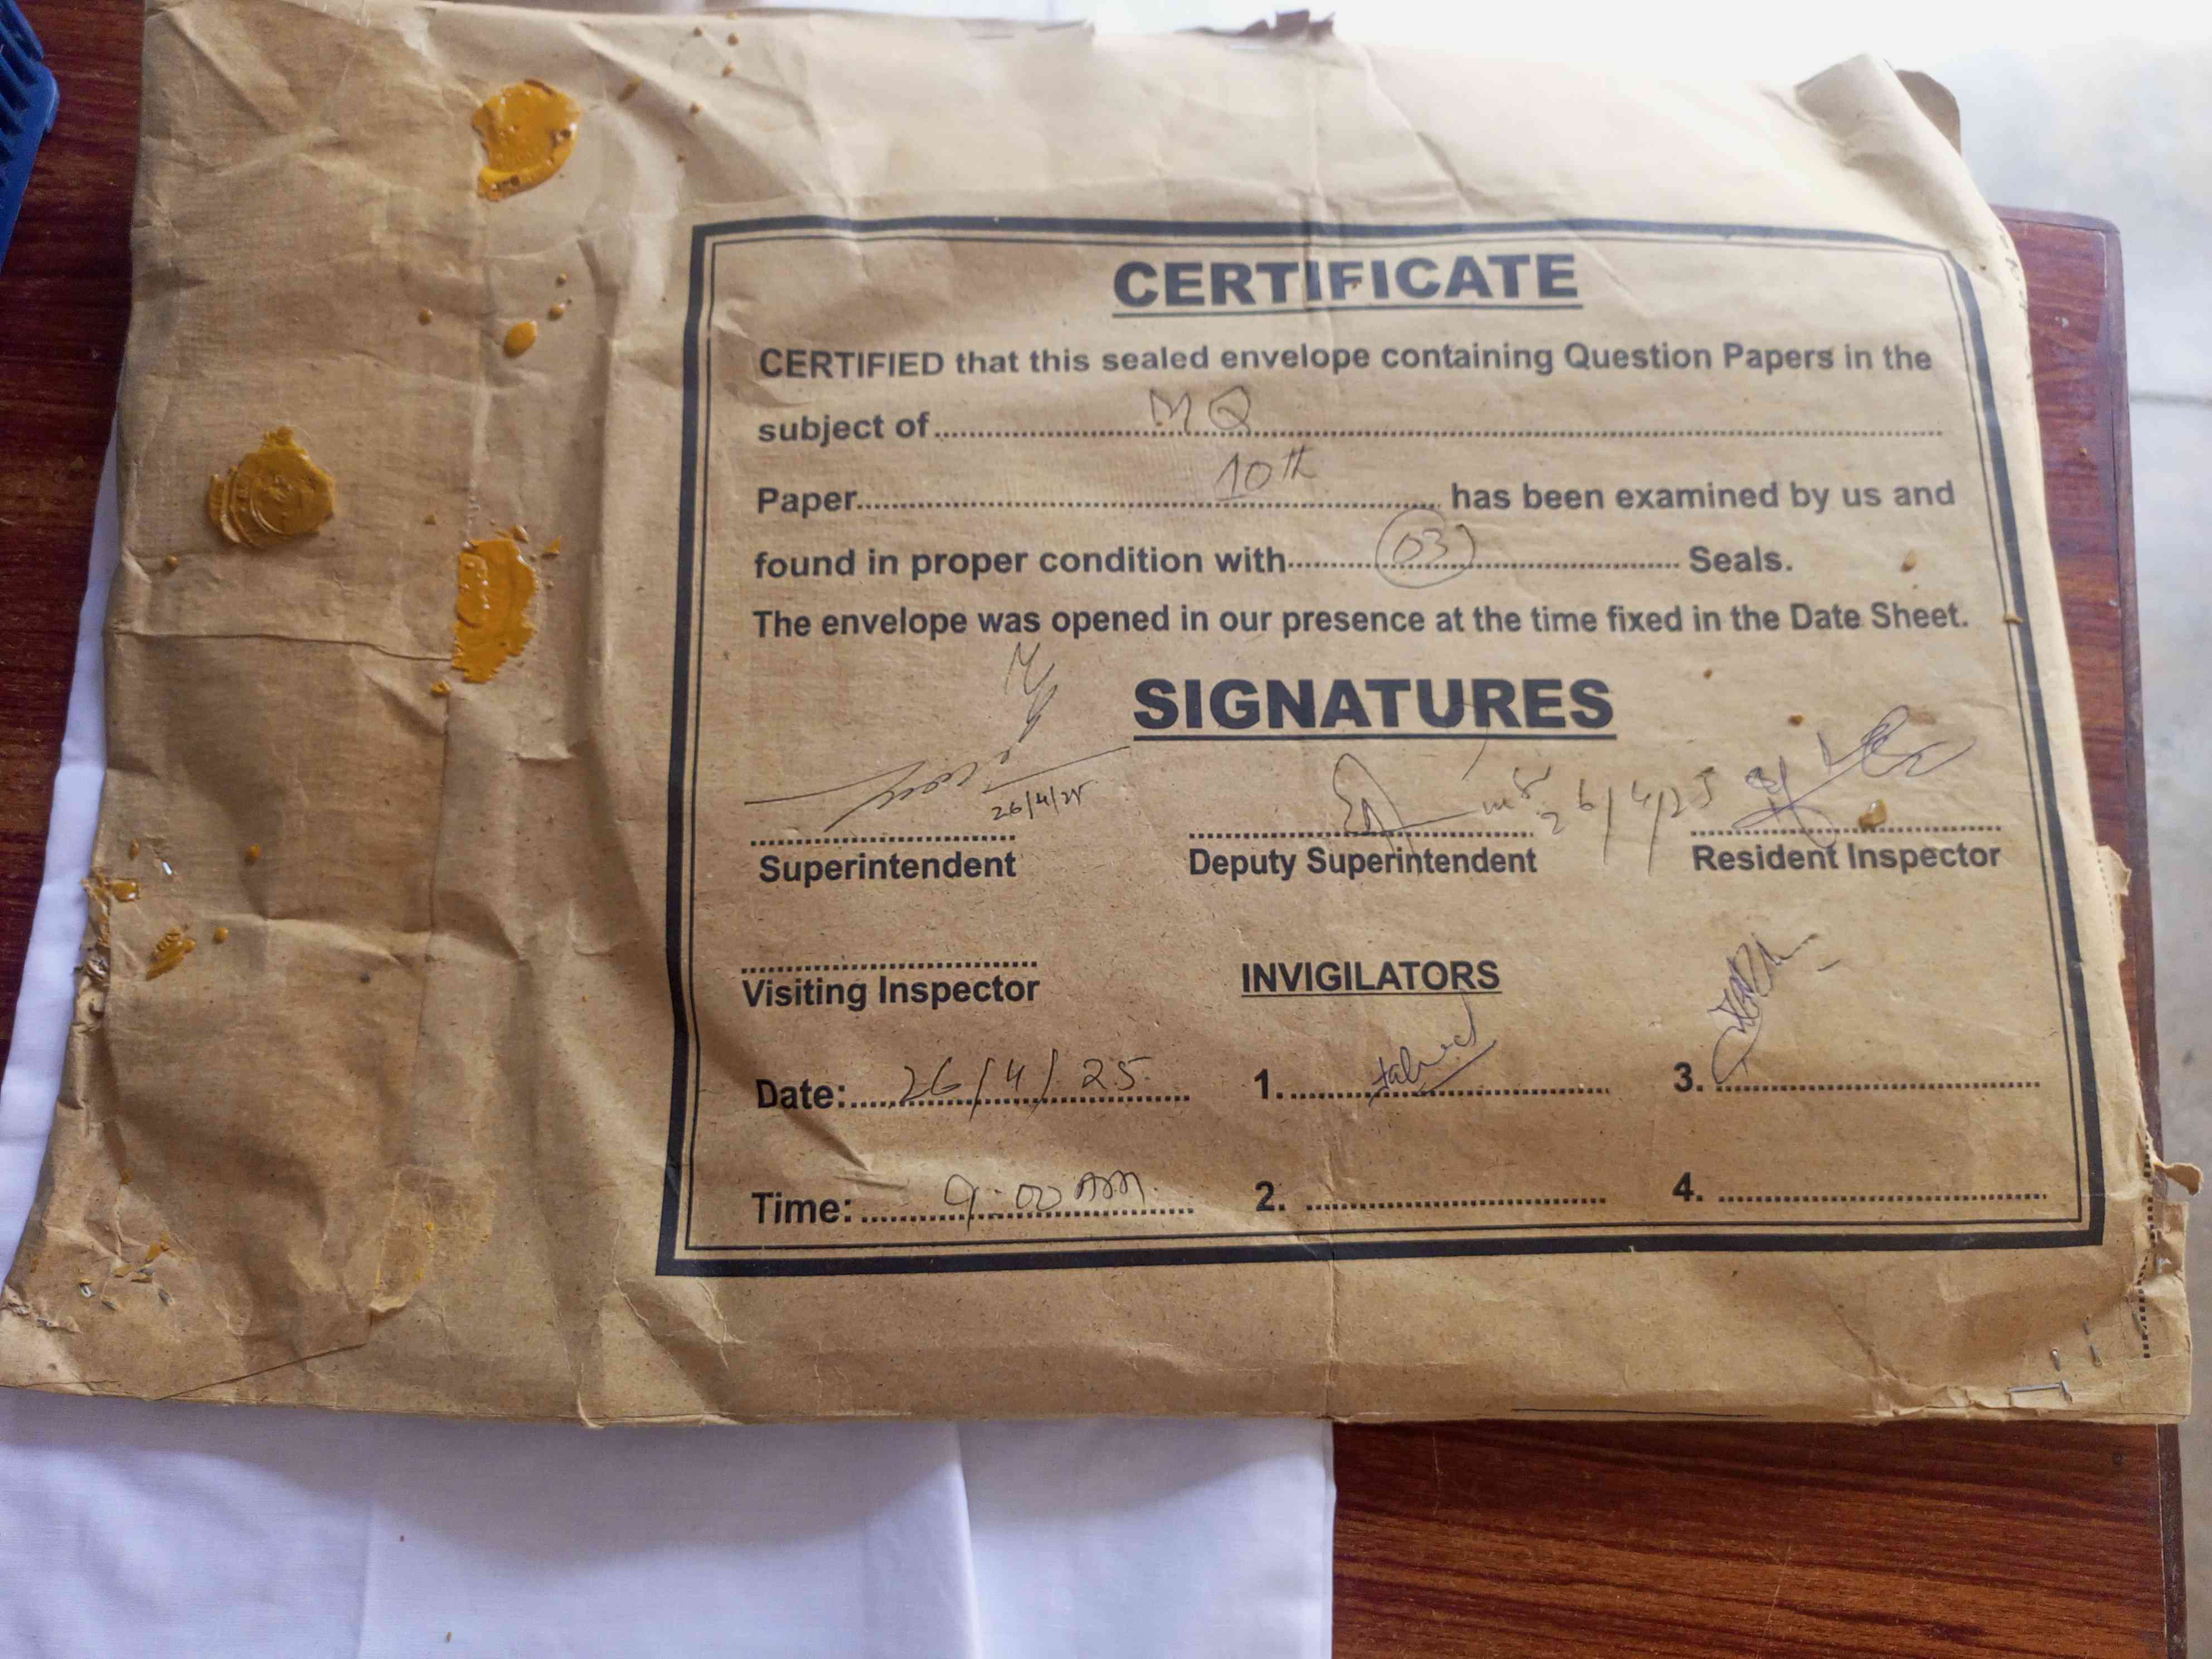 CERTIFICATE
CERTIFIED that this sealed envelope containing Question Papers in the
subject of MQ
Paper 10th has been examined by us and
found in proper condition with 03 Seals.
The envelope was opened in our presence at the time fixed in the Date Sheet.
SIGNATURES
26/4/25 26/4/25
Superintendent Deputy Superintendent Resident Inspector
Visiting Inspector INVIGILATORS
Date: 26/4/25 1. 3.
Time: 9:00 AM 2. 4.